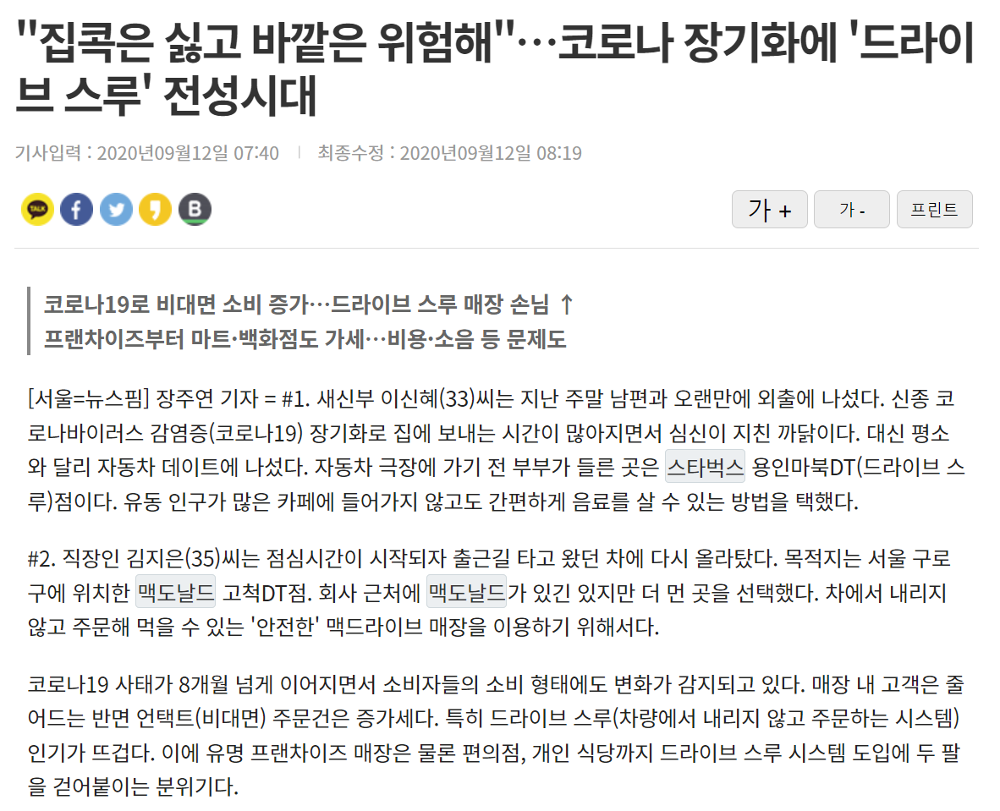 "집콕은 싫고 바깥은 위험해"…코로나 장기화에 '드라이
브 스루' 전성시대
기사입력 : 2020년09월12일 07:40 | 최종수정 : 2020년09월12일 08:19
TALK f B 가 + 가 - 프린트
코로나19로 비대면 소비 증가…드라이브 스루 매장 손님 ↑
프랜차이즈부터 마트·백화점도 가세…비용·소음 등 문제도
[서울=뉴스핌] 장주연 기자 = #1. 새신부 이신혜(33)씨는 지난 주말 남편과 오랜만에 외출에 나섰다. 신종 코
로나바이러스 감염증(코로나19) 장기화로 집에 보내는 시간이 많아지면서 심신이 지친 까닭이다. 대신 평소
와 달리 자동차 데이트에 나섰다. 자동차 극장에 가기 전 부부가 들른 곳은 스타벅스 용인마북DT(드라이브 스
루)점이다. 유동 인구가 많은 카페에 들어가지 않고도 간편하게 음료를 살 수 있는 방법을 택했다.
#2. 직장인 김지은(35)씨는 점심시간이 시작되자 출근길 타고 왔던 차에 다시 올라탔다. 목적지는 서울 구로
구에 위치한 맥도날드 고척DT점. 회사 근처에 맥도날드가 있긴 있지만 더 먼 곳을 선택했다. 차에서 내리지
않고 주문해 먹을 수 있는 '안전한' 맥드라이브 매장을 이용하기 위해서다.
코로나19 사태가 8개월 넘게 이어지면서 소비자들의 소비 형태에도 변화가 감지되고 있다. 매장 내 고객은 줄
어드는 반면 언택트(비대면) 주문건은 증가세다. 특히 드라이브 스루(차량에서 내리지 않고 주문하는 시스템)
인기가 뜨겁다. 이에 유명 프랜차이즈 매장은 물론 편의점, 개인 식당까지 드라이브 스루 시스템 도입에 두 팔
을 걷어붙이는 분위기다.